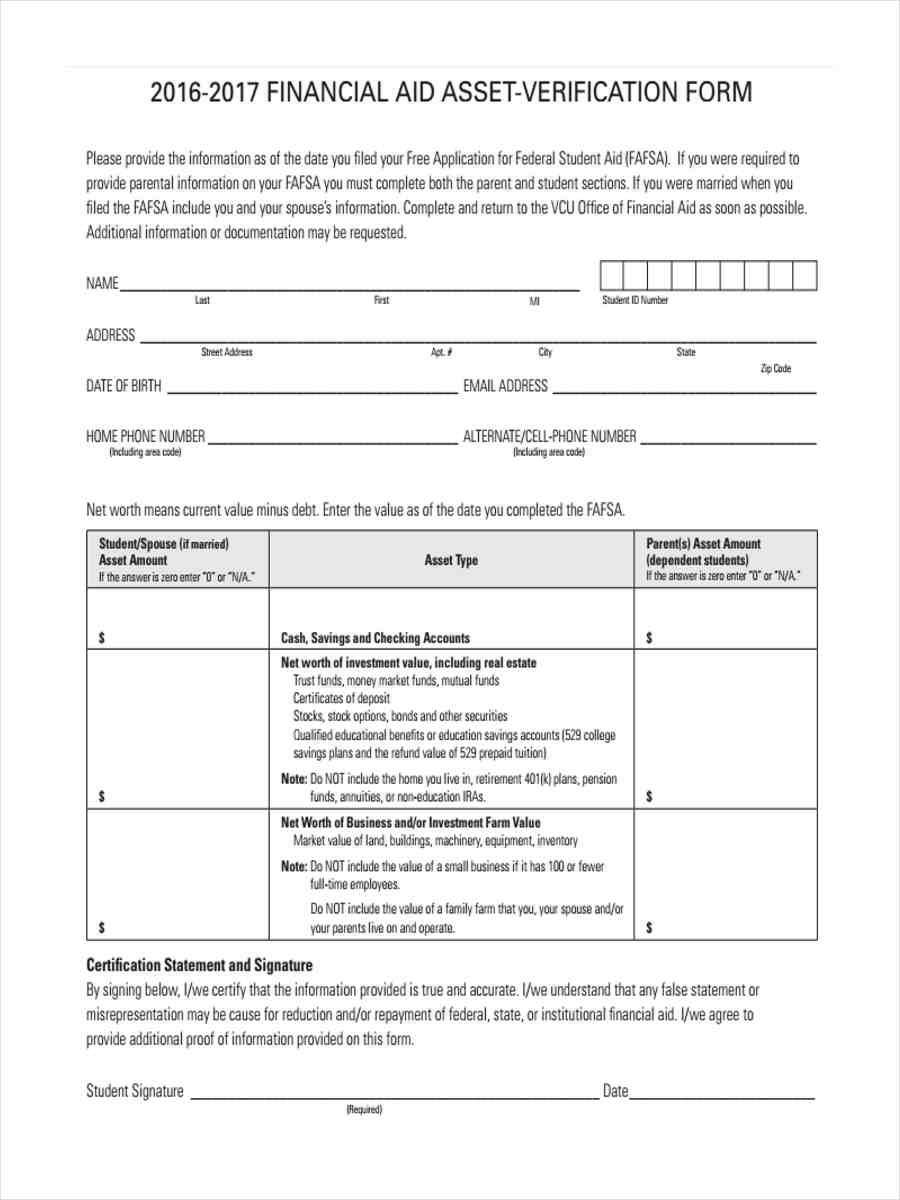 2016-2017 FINANCIAL AID ASSET-VERIFICATION FORM
Please provide the information as of the date you filed your Free Application for Federal Student Aid (FAFSA).  If you were required to
provide parental information on your FAFSA you must complete both the parent and student sections. If you were married when you
filed the FAFSA include you and your spouse's information. Complete and return to the VCU Office of Financial Aid as soon as possible.
Additional information or documentation may be requested.
NAME
Last First MI Student ID Number
ADDRESS
Street Address Apt. # City State
Zip Code
DATE OF BIRTH EMAIL ADDRESS
HOME PHONE NUMBER ALTERNATE/CELL-PHONE NUMBER
(Including area code) (Including area code)
Net worth means current value minus debt. Enter the value as of the date you completed the FAFSA.
Student/Spouse (if married)
Asset Amount
If the answer is zero enter "0" or "N/A."
Asset Type
Parent(s) Asset Amount
(dependent students)
If the answer is zero enter "0" or "N/A."
$ Cash, Savings and Checking Accounts $
Net worth of investment value, including real estate
Trust funds, money market funds, mutual funds
Certificates of deposit
Stocks, stock options, bonds and other securities
Qualified educational benefits or education savings accounts (529 college
savings plans and the refund value of 529 prepaid tuition)
Note: Do NOT include the home you live in, retirement 401(k) plans, pension
$ funds, annuities, or non-education IRAs. $
Net Worth of Business and/or Investment Farm Value
Market value of land, buildings, machinery, equipment, inventory
Note: Do NOT include the value of a small business if it has 100 or fewer
full-time employees.
Do NOT include the value of a family farm that you, your spouse and/or
$ your parents live on and operate. $
Certification Statement and Signature
By signing below, I/we certify that the information provided is true and accurate. I/we understand that any false statement or
misrepresentation may be cause for reduction and/or repayment of federal, state, or institutional financial aid. I/we agree to
provide additional proof of information provided on this form.
Student Signature Date
(Required)